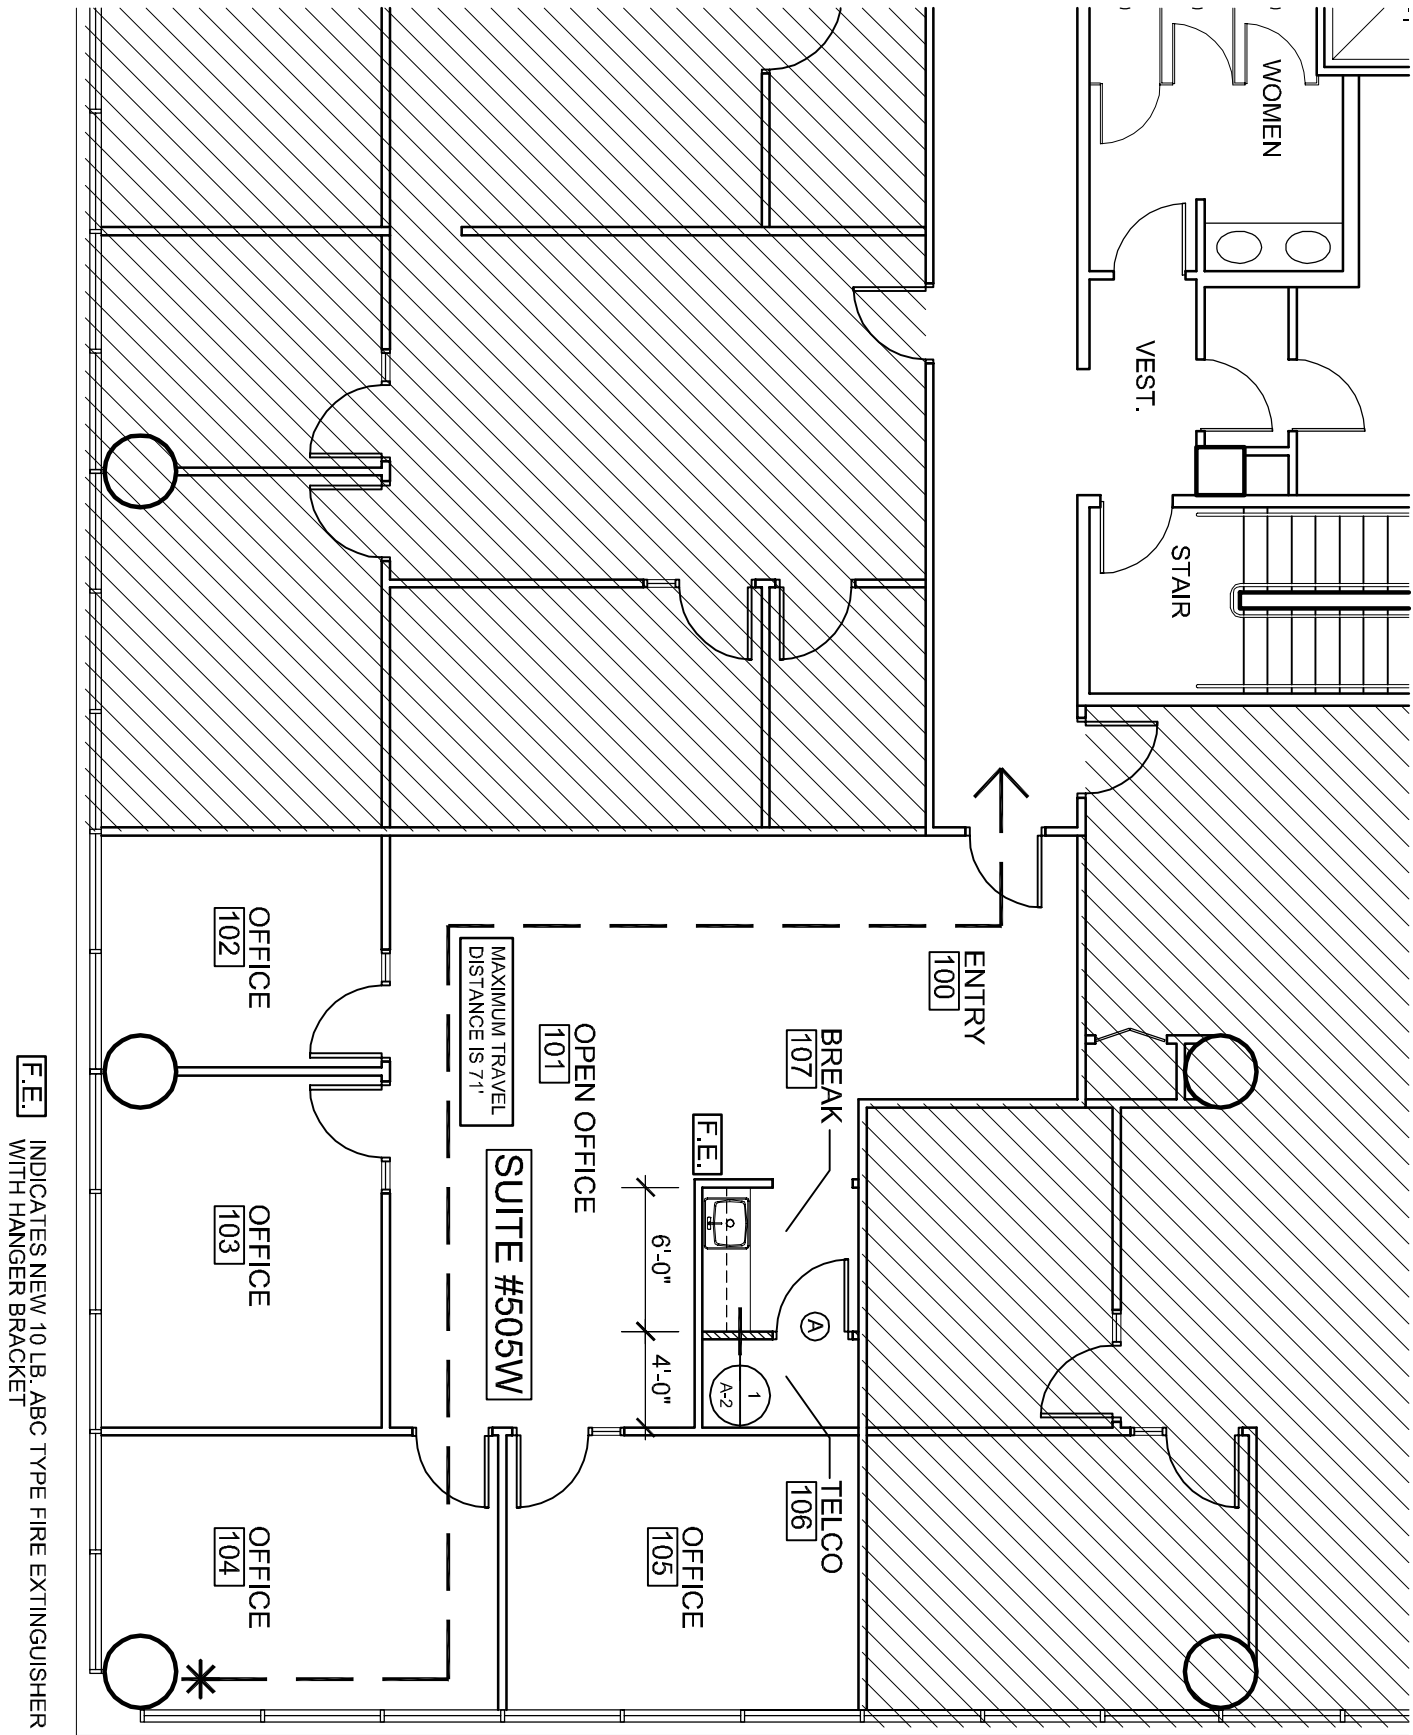 WOMEN
VEST.
STAIR
ENTRY
100
BREAK
107
OPEN OFFICE
101
MAXIMUM TRAVEL
DISTANCE IS 71'
SUITE #505W
F.E.
6'-0"
4'-0"
A
1
A-2
TELCO
106
OFFICE
102
OFFICE
103
OFFICE
104
OFFICE
105
F.E.
INDICATES NEW 10 LB. ABC TYPE FIRE EXTINGUISHER
WITH HANGER BRACKET